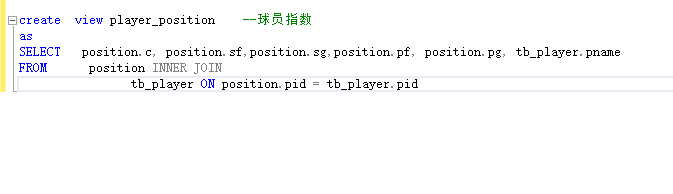 create view player_position --球员指数
as
SELECT position.c, position.sf,position.sg,position.pf, position.pg, tb_player.pname
FROM position INNER JOIN
tb_player ON position.pid = tb_player.pid